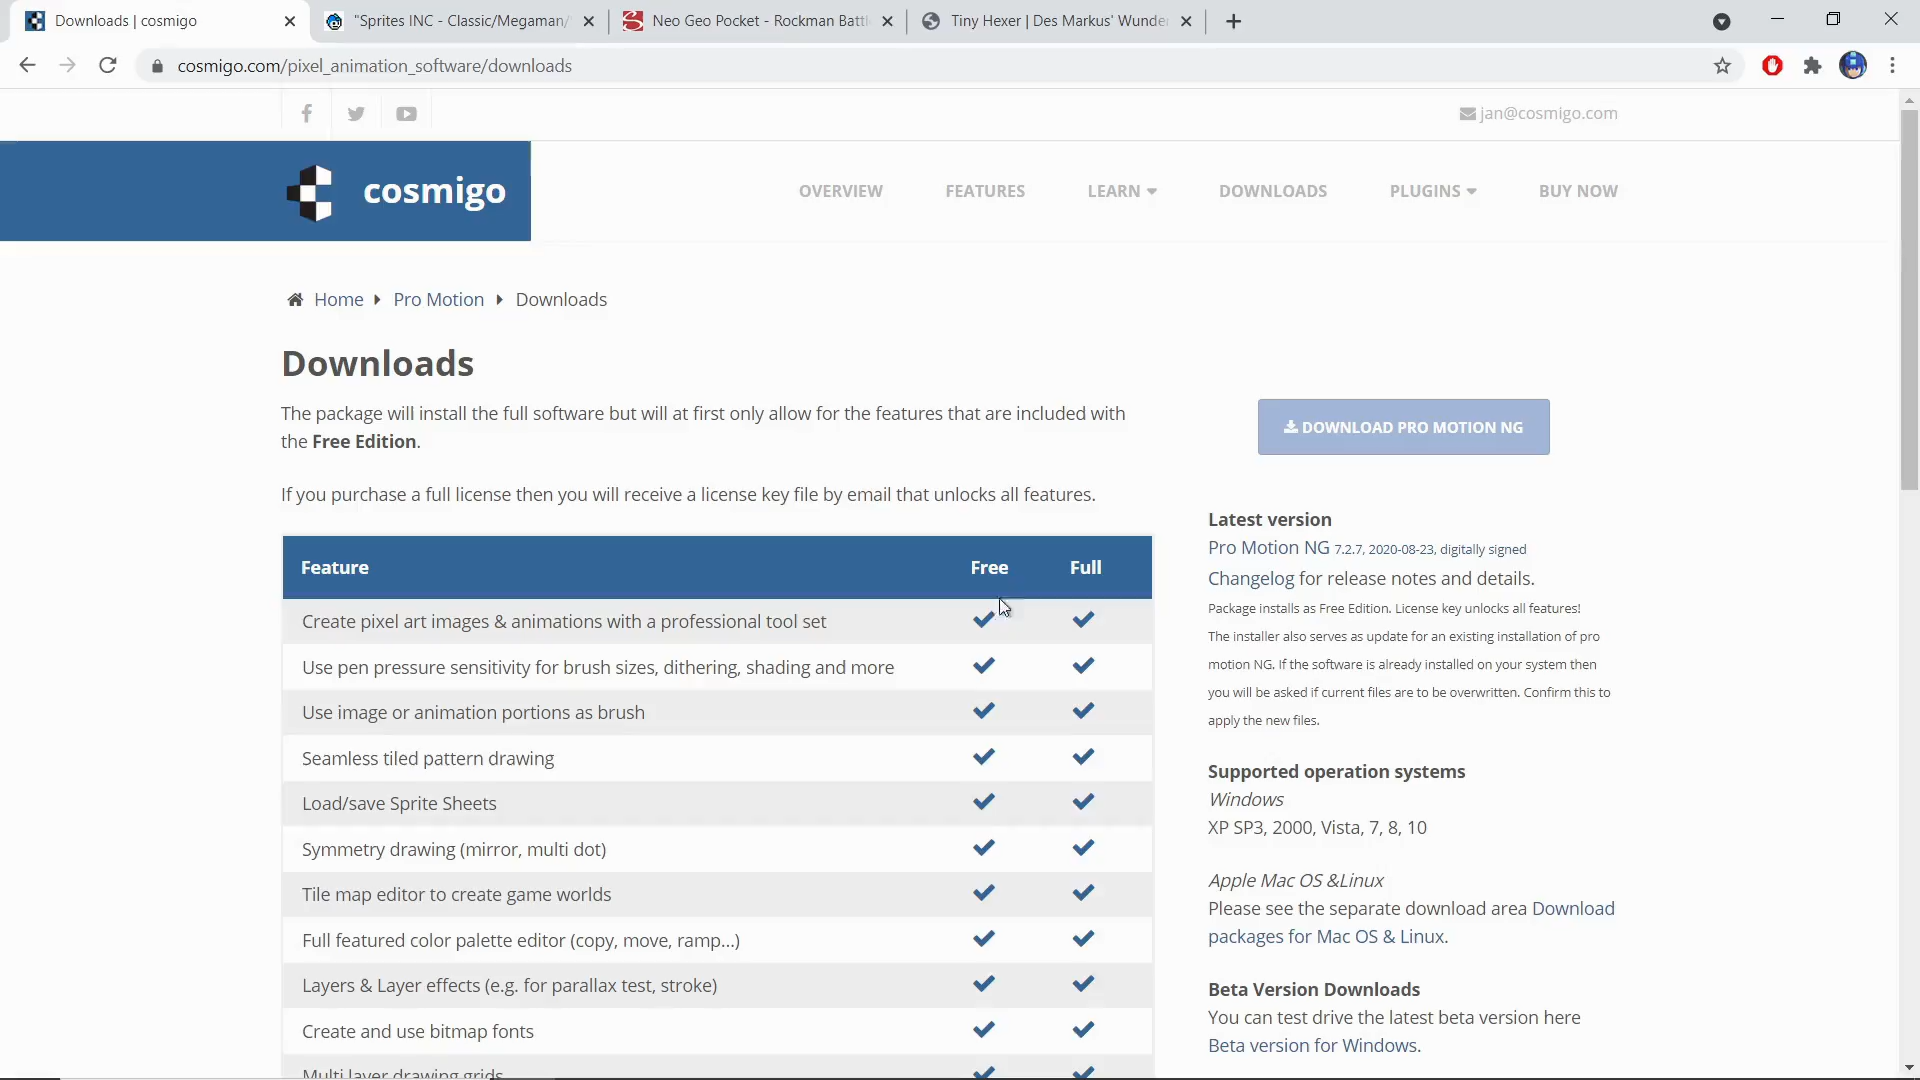 Downloads | cosmigo
"Sprites INC - Classic/Megaman/
Neo Geo Pocket - Rockman Battl
Tiny Hexer | Des Markus' Wunde
cosmigo.com/pixel_animation_software/downloads
jan@cosmigo.com
cosmigo
OVERVIEW
FEATURES
LEARN
DOWNLOADS
PLUGINS
BUY NOW
Home
Pro Motion
Downloads
Downloads
The package will install the full software but will at first only allow for the features that are included with
the Free Edition.
If you purchase a full license then you will receive a license key file by email that unlocks all features.
Feature Free Full
Create pixel art images & animations with a professional tool set
Use pen pressure sensitivity for brush sizes, dithering, shading and more
Use image or animation portions as brush
Seamless tiled pattern drawing
Load/save Sprite Sheets
Symmetry drawing (mirror, multi dot)
Tile map editor to create game worlds
Full featured color palette editor (copy, move, ramp...)
Layers & Layer effects (e.g. for parallax test, stroke)
Create and use bitmap fonts
Multi layer drawing grids
DOWNLOAD PRO MOTION NG
Latest version
Pro Motion NG 7.2.7, 2020-08-23, digitally signed
Changelog for release notes and details.
Package installs as Free Edition. License key unlocks all features!
The installer also serves as update for an existing installation of pro
motion NG. If the software is already installed on your system then
you will be asked if current files are to be overwritten. Confirm this to
apply the new files.
Supported operation systems
Windows
XP SP3, 2000, Vista, 7, 8, 10
Apple Mac OS &Linux
Please see the separate download area Download
packages for Mac OS & Linux.
Beta Version Downloads
You can test drive the latest beta version here
Beta version for Windows.